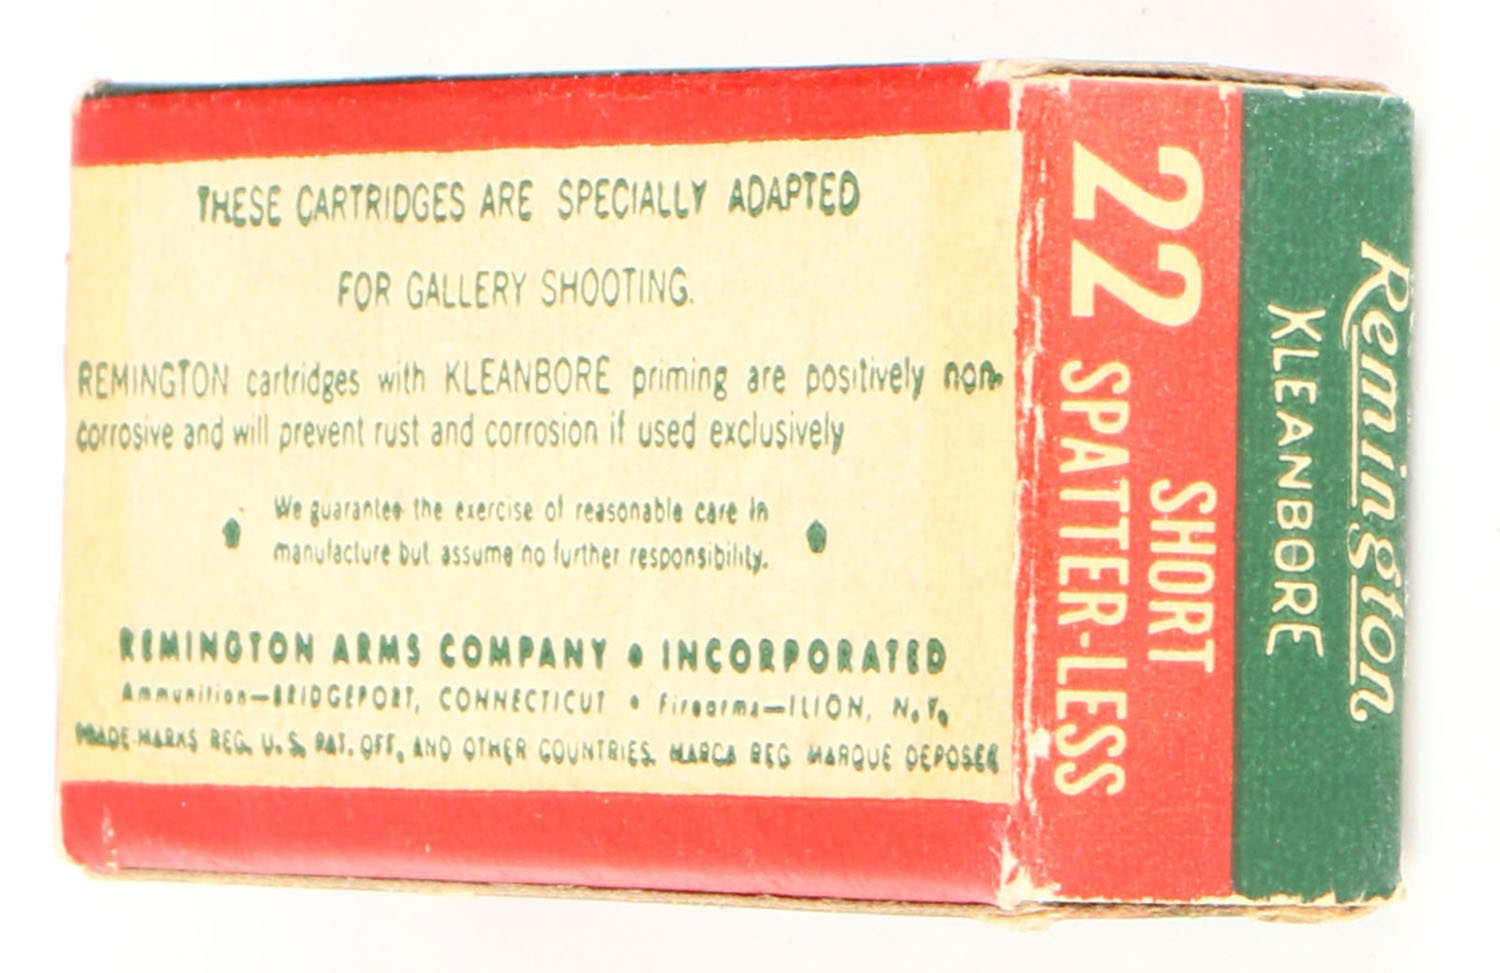 THESE CARTRIDGES ARE SPECIALLY ADAPTED
FOR GALLERY SHOOTING.
REMINGTON cartridges with KLEANBORE priming are positively non-
corrosive and will prevent rust and corrosion if used exclusively
We guarantee the exercise of reasonable care in
manufacture but assume no further responsibility.
REMINGTON ARMS COMPANY • INCORPORATED
Ammunition—BRIDGEPORT, CONNECTICUT • Firearms—ILION, N.Y.
TRADE-MARKS REG. U.S. PAT. OFF. AND OTHER COUNTRIES. MARCA REG MARQUE DEPOSEE
Remington
KLEANBORE
22 SHORT
SPATTER-LESS